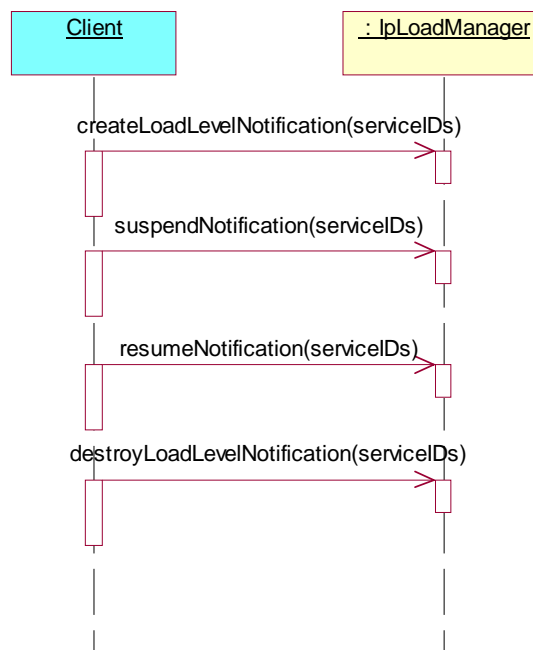 Client
: IpLoadManager
createLoadLevelNotification(serviceIDs)
suspendNotification(serviceIDs)
resumeNotification(serviceIDs)
destroyLoadLevelNotification(serviceIDs)